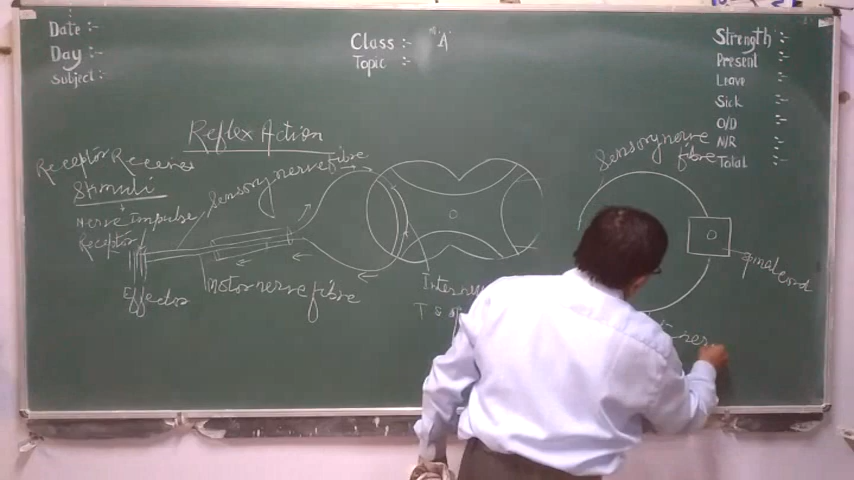 Date :-
Day :-
Subject :-
Class :- "A"
Topic :-
Strength :-
Present :-
Leave :-
Sick :-
O/D :-
N/R :-
Total :-
Reflex Action
Receptor Receives
Stimuli
Nerve Impulse
Receptor
Effector
Sensory nerve fibre
Motor nerve fibre
Sensory nerve
fibre
Spinal cord